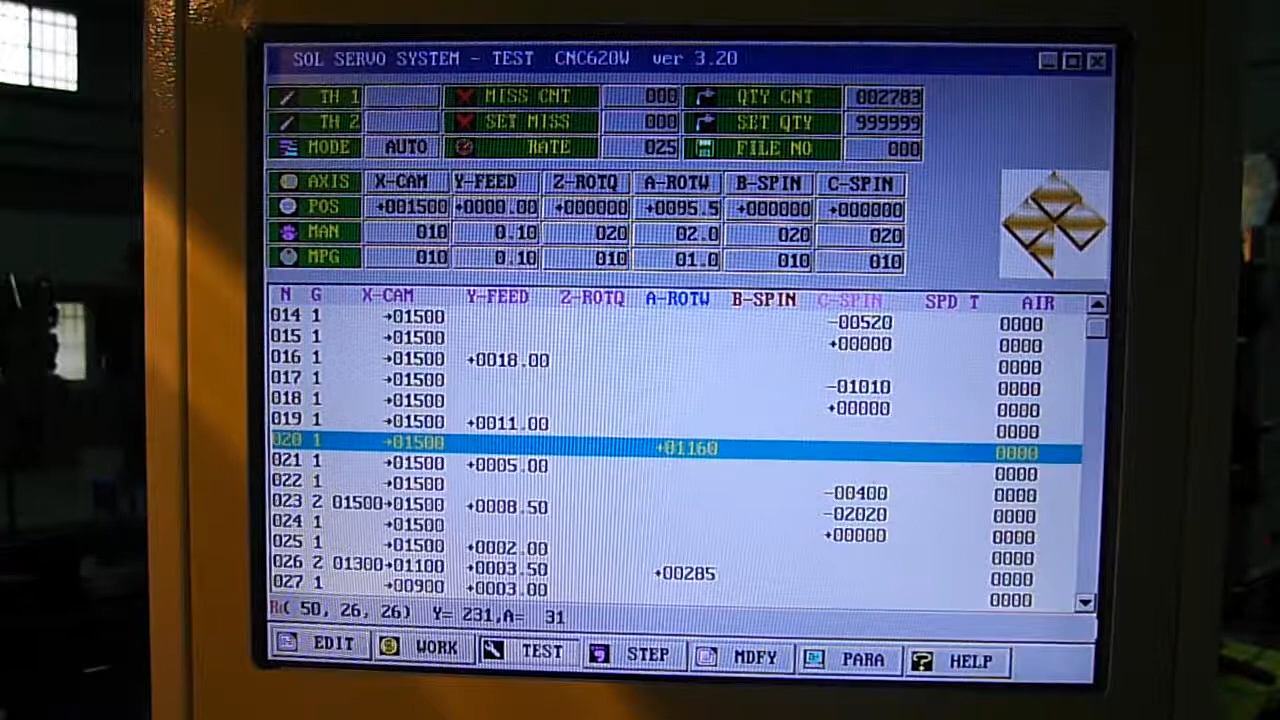 SOL SERVO SYSTEM - TEST CNC620W ver 3.20
TH 1 MISS CNT 000 QTY CNT 002783
TH 2 SET MISS 000 SET QTY 999999
MODE AUTO RATE 025 FILE NO 000
AXIS X-CAM Y-FEED Z-ROTQ A-ROTW B-SPIN C-SPIN
POS +001500 +0000.00 +000000 +0095.5 +000000 +000000
MAN 010 0.10 020 02.0 020 020
MPG 010 0.10 010 01.0 010 010
N G X-CAM Y-FEED Z-ROTQ A-ROTW B-SPIN C-SPIN SPD T AIR
014 1 →01500 -00520 0000
015 1 →01500 +00000 0000
016 1 →01500 +0018.00 0000
017 1 →01500 -01010 0000
018 1 →01500 +00000 0000
019 1 →01500 +0011.00 0000
020 1 →01500 +01160 0000
021 1 →01500 +0005.00 0000
022 1 →01500 -00400 0000
023 2 01500→01500 +0008.50 -02020 0000
024 1 →01500 +00000 0000
025 1 →01500 +0002.00 0000
026 2 01300→01100 +0003.50 +00285 0000
027 1 →00900 +0003.00 0000
R:( 50, 26, 26) Y= 231,A= 31
EDIT WORK TEST STEP MDFY PARA HELP